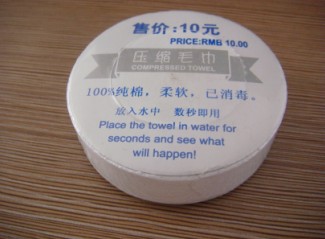 售价:10元
PRICE:RMB 10.00
压缩毛巾
COMPRESSED TOWEL
100%纯棉，柔软，已消毒。
放入水中 数秒即用
Place the towel in water for
seconds and see what
will happen!